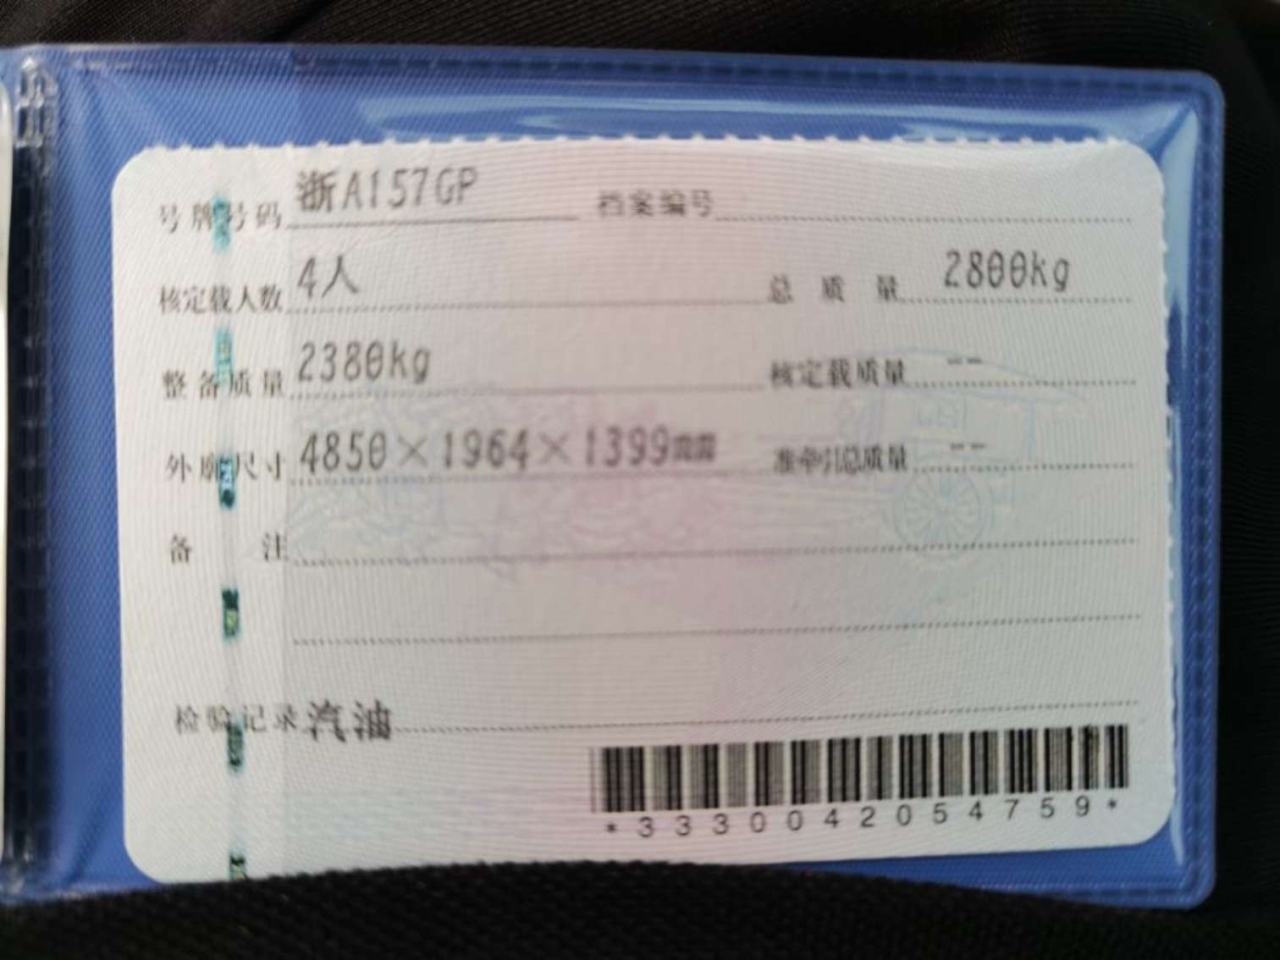 号牌号码 浙A157GP 档案编号
核定载人数 4人 总质量 2800kg
整备质量 2380kg 核定载质量 --
外廓尺寸 4850×1964×1399mm 准牵引总质量 --
备注
检验记录 汽油
*3330042054759*